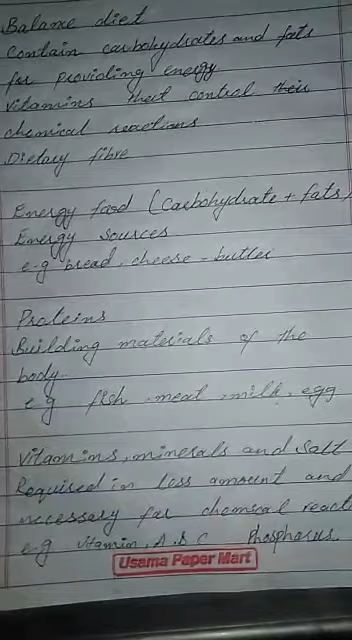 Balance diet
Contain carbohydrates and fats
for providing energy
vitamins that control their
chemical reactions
Dietary fibre
Energy food (Carbohydrate + fats)
Energy sources
e-g bread, cheese - butter
Proteins
Building materials of the
body.
e g fish, meat, milk, egg
Vitamins, minerals and salt
Required in less amount and
necessary for chemical react
e-g vitamin, A.B.C Phosphorus.
Usama Paper Mart